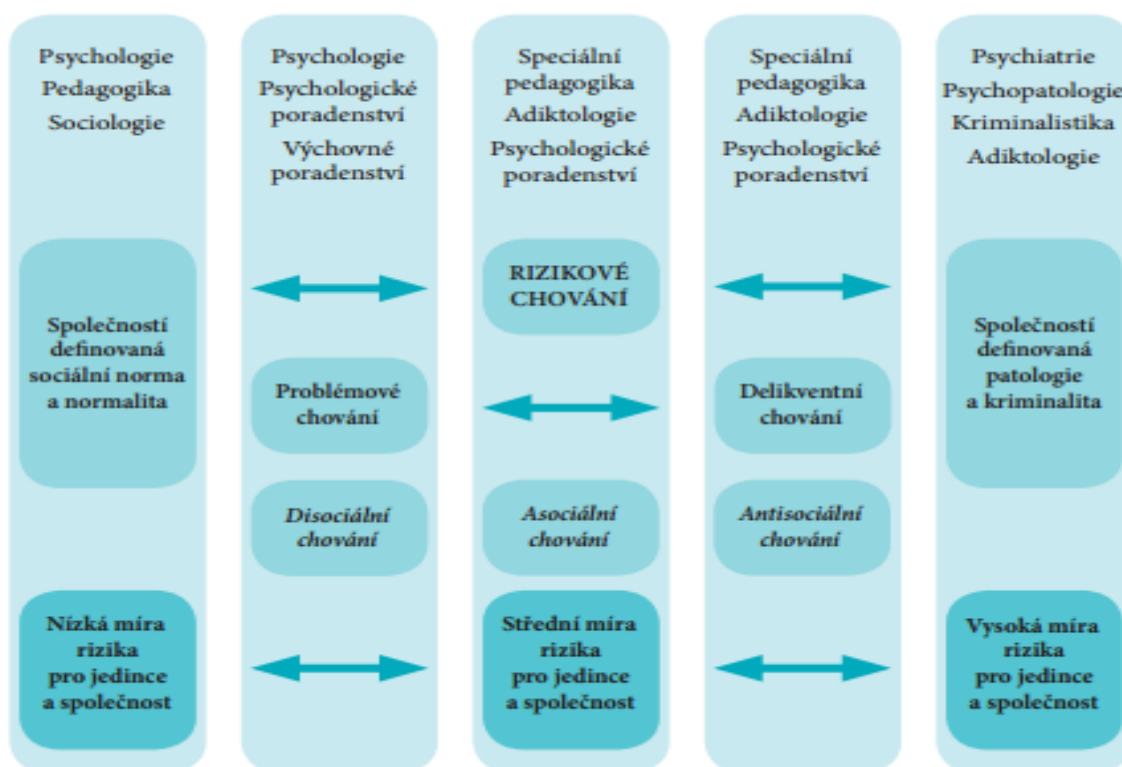 Psychologie
Pedagogika
Sociologie
Psychologie
Psychologické
poradenství
Výchovné
poradenství
Speciální
pedagogika
Adiktologie
Psychologické
poradenství
Speciální
pedagogika
Adiktologie
Psychologické
poradenství
Psychiatrie
Psychopatologie
Kriminalistika
Adiktologie
Společností
definovaná
sociální norma
a normalita
RIZIKOVÉ
CHOVÁNÍ
Společností
definovaná
patologie
a kriminalita
Problémové
chování
Delikventní
chování
Disociální
chování
Asociální
chování
Antisociální
chování
Nízká míra
rizika
pro jedince
a společnost
Střední míra
rizika
pro jedince
a společnost
Vysoká míra
rizika
pro jedince
a společnost